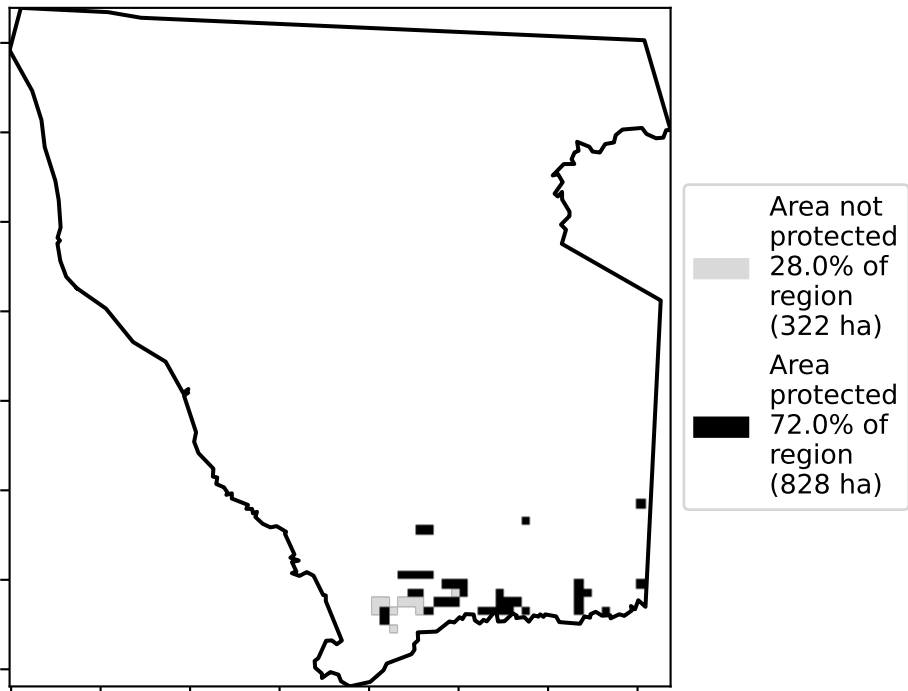 Area not
protected
28.0% of
region
(322 ha)
Area
protected
72.0% of
region
(828 ha)